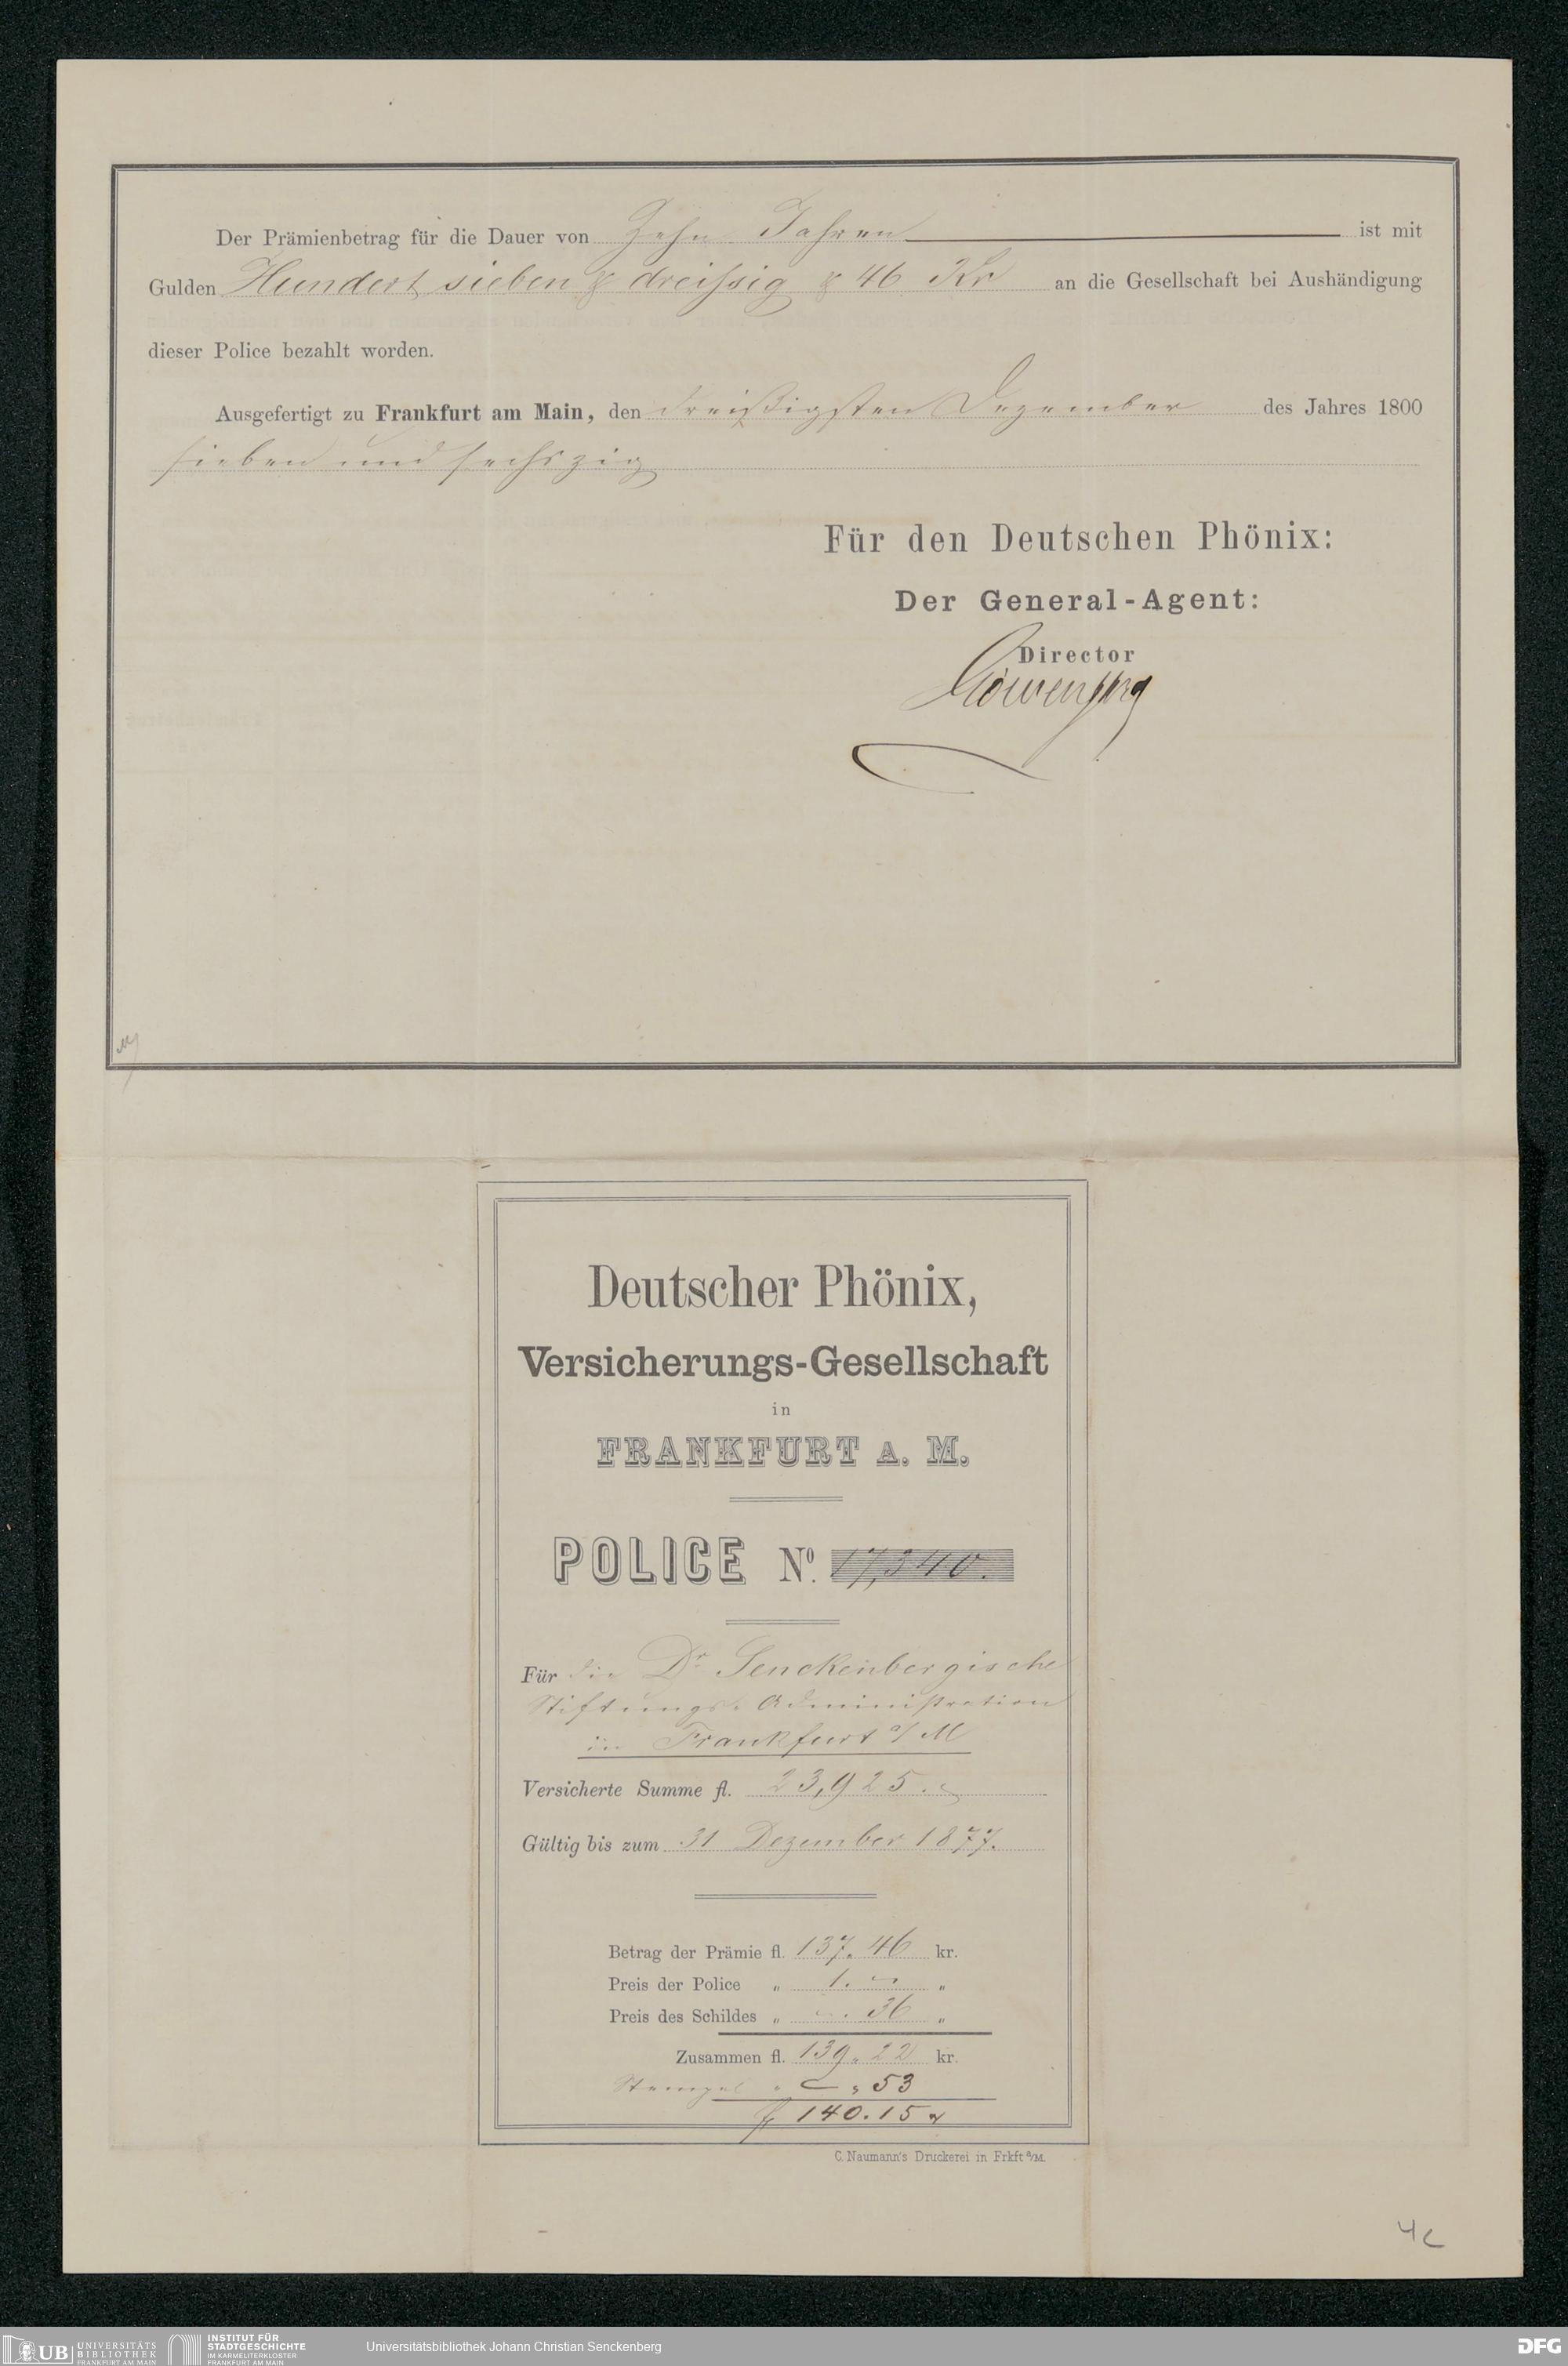 Der Prämienbetrag für die Dauer von Zehn Jahren ist mit
Gulden Hundert sieben & dreissig & 46 Kr an die Gesellschaft bei Aushändigung
dieser Police bezahlt worden.
Ausgefertigt zu Frankfurt am Main, den dreißigsten Dezember des Jahres 1800
sieben und sechszig
Für den Deutschen Phönix:
Der General-Agent:
Director
Deutscher Phönix,
Versicherungs-Gesellschaft
in
FRANKFURT A. M.
POLICE No. 17,340.
Für die Dr Senckenbergische
Stiftungs-Administration
in Frankfurt a/M
Versicherte Summe fl. 23,925.
Gültig bis zum 31 Dezember 1877.
Betrag der Prämie fl. 137. 46 kr.
Preis der Police „ 1. – „
Preis des Schildes „ –. 36 „
Zusammen fl. 139. 22 kr.
Stempel „ – „ 53
f 140.15
C. Naumann's Druckerei in Frkft a/M.
4c
UB UNIVERSITÄTS
BIBLIOTHEK
FRANKFURT AM MAIN
INSTITUT FÜR
STADTGESCHICHTE
IM KARMELITERKLOSTER
FRANKFURT AM MAIN
Universitätsbibliothek Johann Christian Senckenberg
DFG